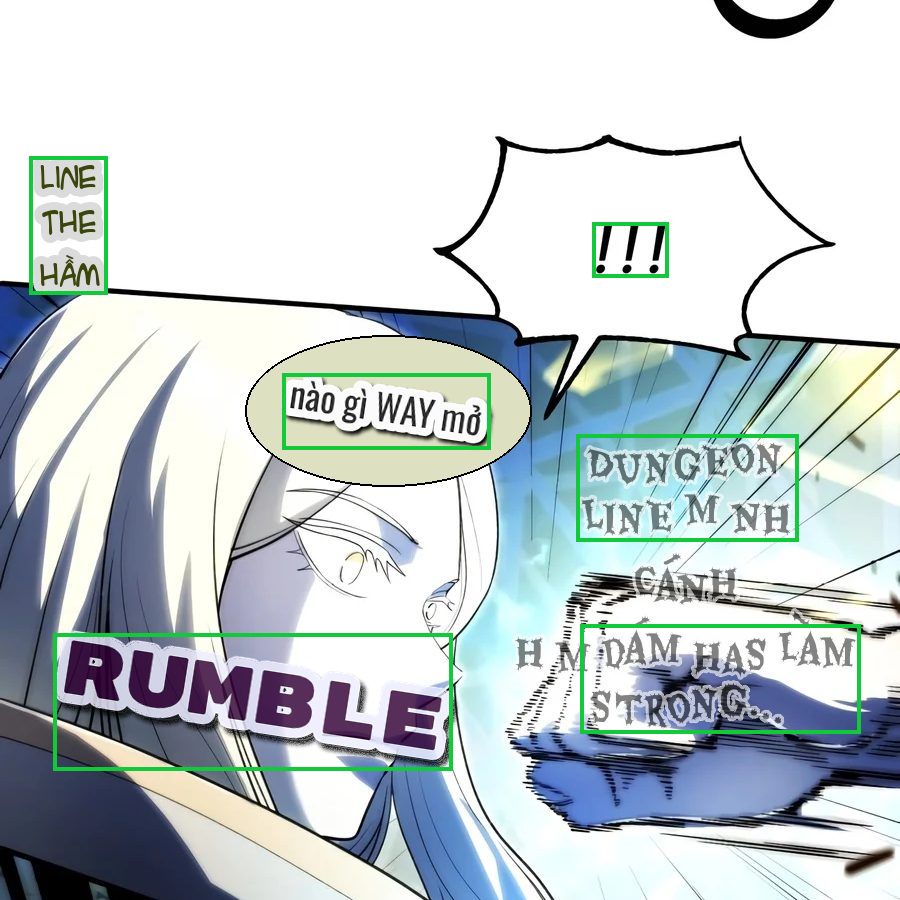 LINE
THE
HẦM
!!!
nào gì WAY mở
DUNGEON
LINE M NH
CÁNH
H M DÁM HAS LÀM
STRONG...
RUMBLE